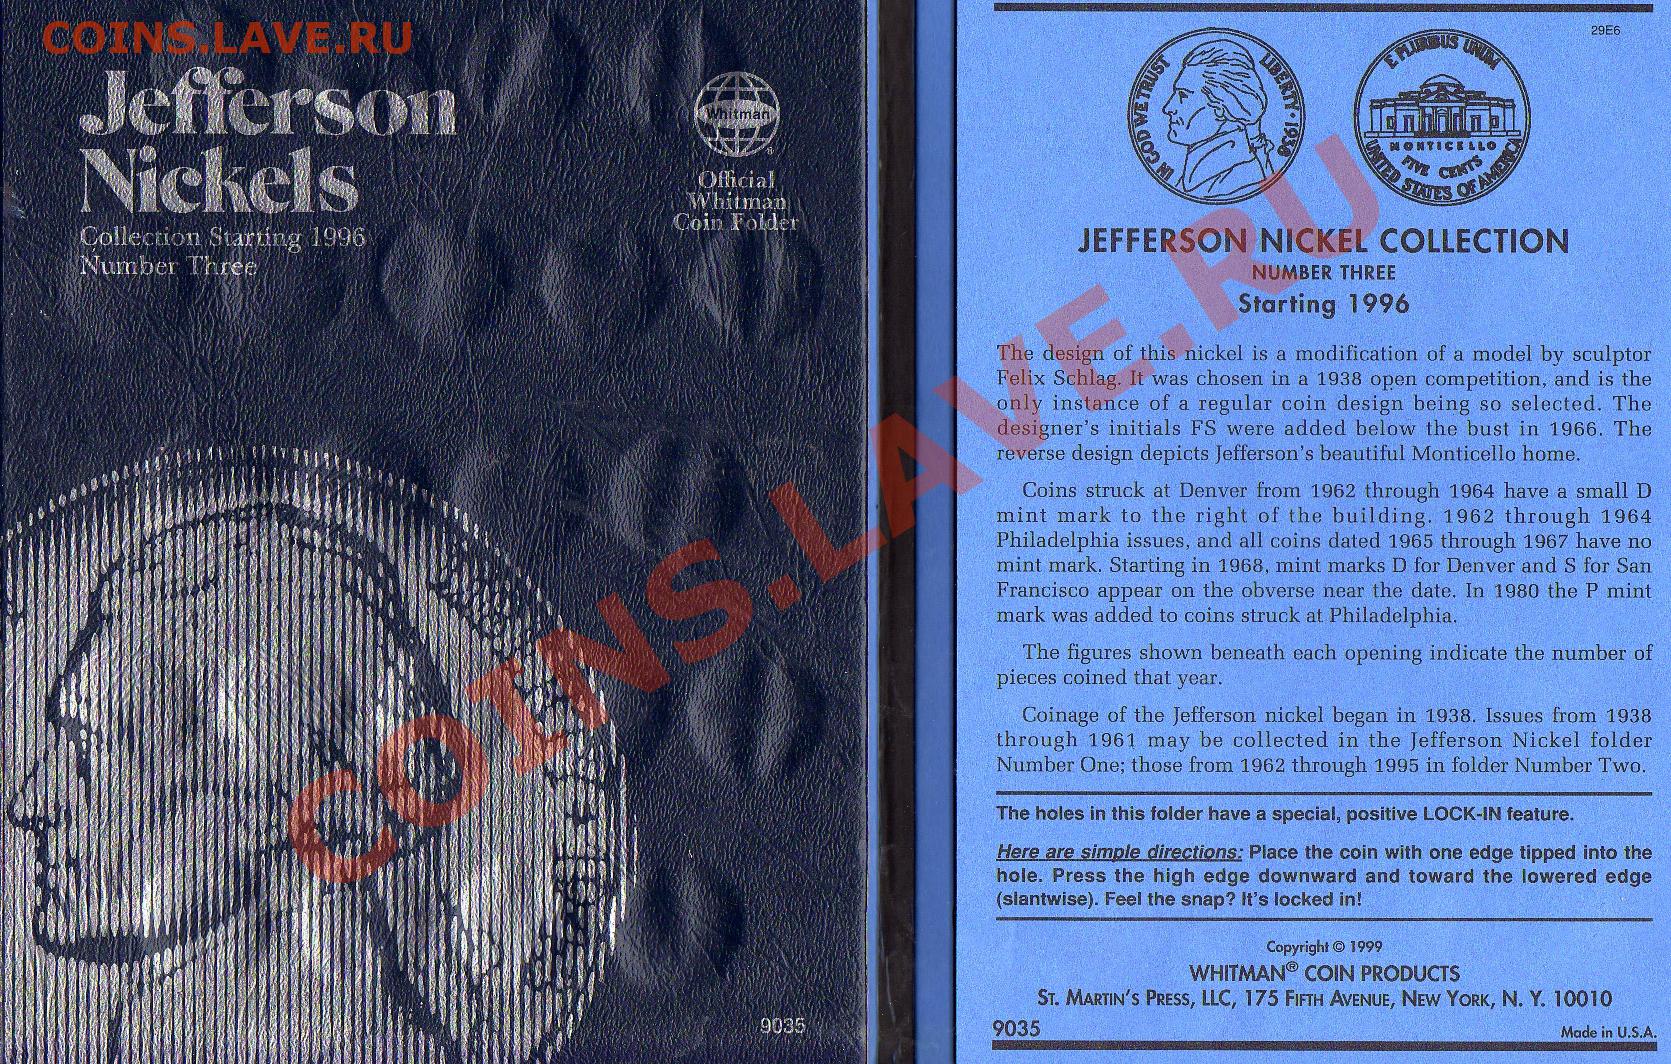 COINS.LAVE.RU
Jefferson
Nickels
Collection Starting 1996
Number Three
Whitman
®
Official
Whitman
Coin Folder
9035
COINS.LAVE.RU
29E6
IN GOD WE TRUST LIBERTY • 1938
E PLURIBUS UNUM
MONTICELLO
FIVE CENTS
UNITED STATES OF AMERICA
JEFFERSON NICKEL COLLECTION
NUMBER THREE
Starting 1996
The design of this nickel is a modification of a model by sculptor
Felix Schlag. It was chosen in a 1938 open competition, and is the
only instance of a regular coin design being so selected. The
designer's initials FS were added below the bust in 1966. The
reverse design depicts Jefferson's beautiful Monticello home.
Coins struck at Denver from 1962 through 1964 have a small D
mint mark to the right of the building. 1962 through 1964
Philadelphia issues, and all coins dated 1965 through 1967 have no
mint mark. Starting in 1968, mint marks D for Denver and S for San
Francisco appear on the obverse near the date. In 1980 the P mint
mark was added to coins struck at Philadelphia.
The figures shown beneath each opening indicate the number of
pieces coined that year.
Coinage of the Jefferson nickel began in 1938. Issues from 1938
through 1961 may be collected in the Jefferson Nickel folder
Number One; those from 1962 through 1995 in folder Number Two.
The holes in this folder have a special, positive LOCK-IN feature.
Here are simple directions: Place the coin with one edge tipped into the
hole. Press the high edge downward and toward the lowered edge
(slantwise). Feel the snap? It's locked in!
Copyright © 1999
WHITMAN® COIN PRODUCTS
ST. MARTIN'S PRESS, LLC, 175 FIFTH AVENUE, NEW YORK, N. Y. 10010
9035
Made in U.S.A.